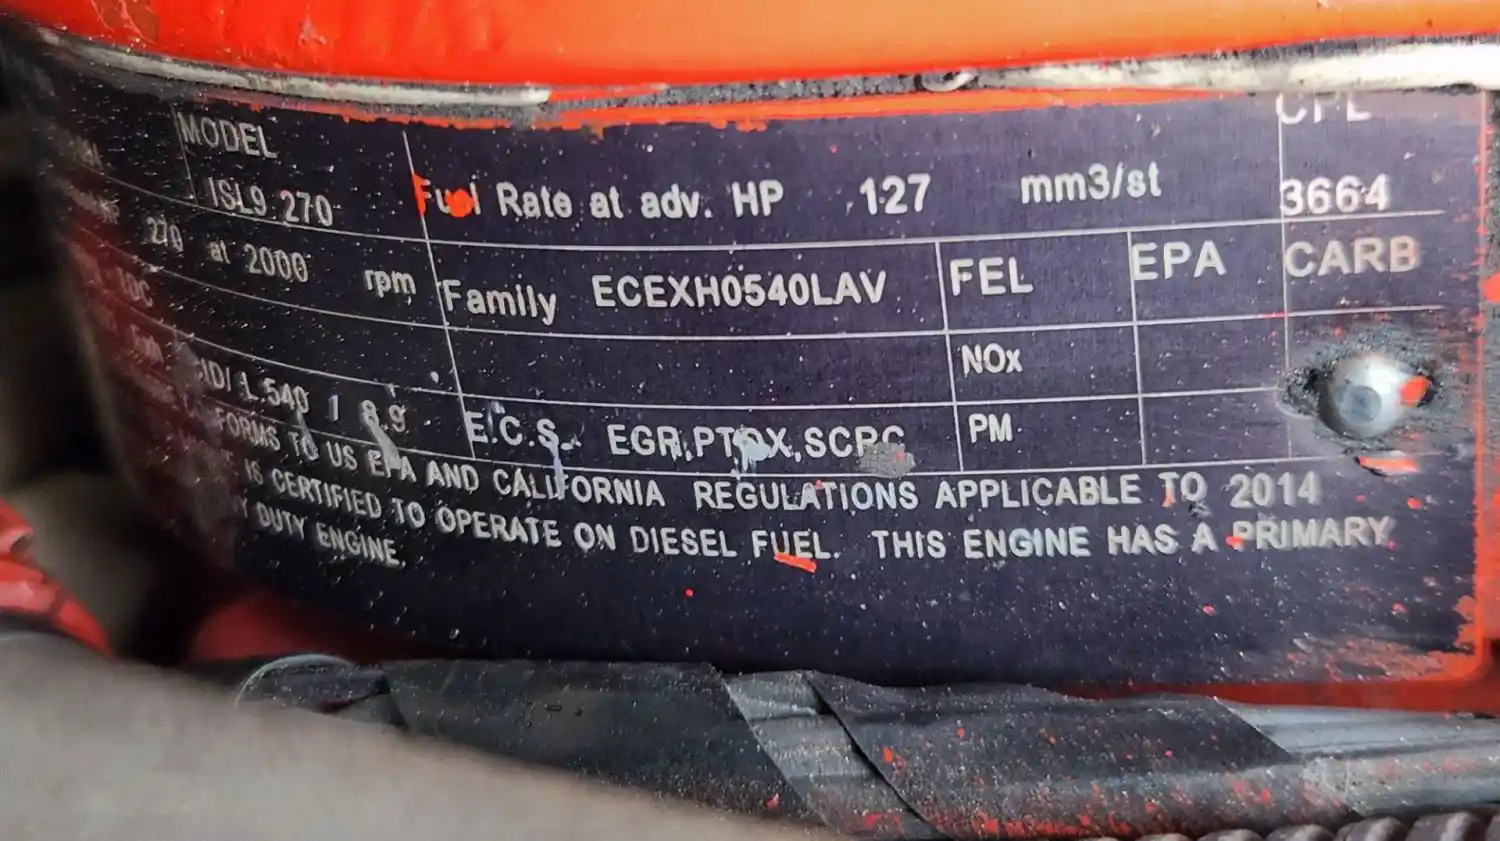 MODEL CPL
ISL9 270 Fuel Rate at adv. HP 127 mm3/st 3664
270 at 2000 rpm Family ECEXH0540LAV FEL EPA CARB
NOx
CID/ L 540 / 8.9 E.C.S. EGR,PTOX,SCRC PM
FORMS TO US EPA AND CALIFORNIA REGULATIONS APPLICABLE TO 2014
IS CERTIFIED TO OPERATE ON DIESEL FUEL. THIS ENGINE HAS A PRIMARY
DUTY ENGINE.